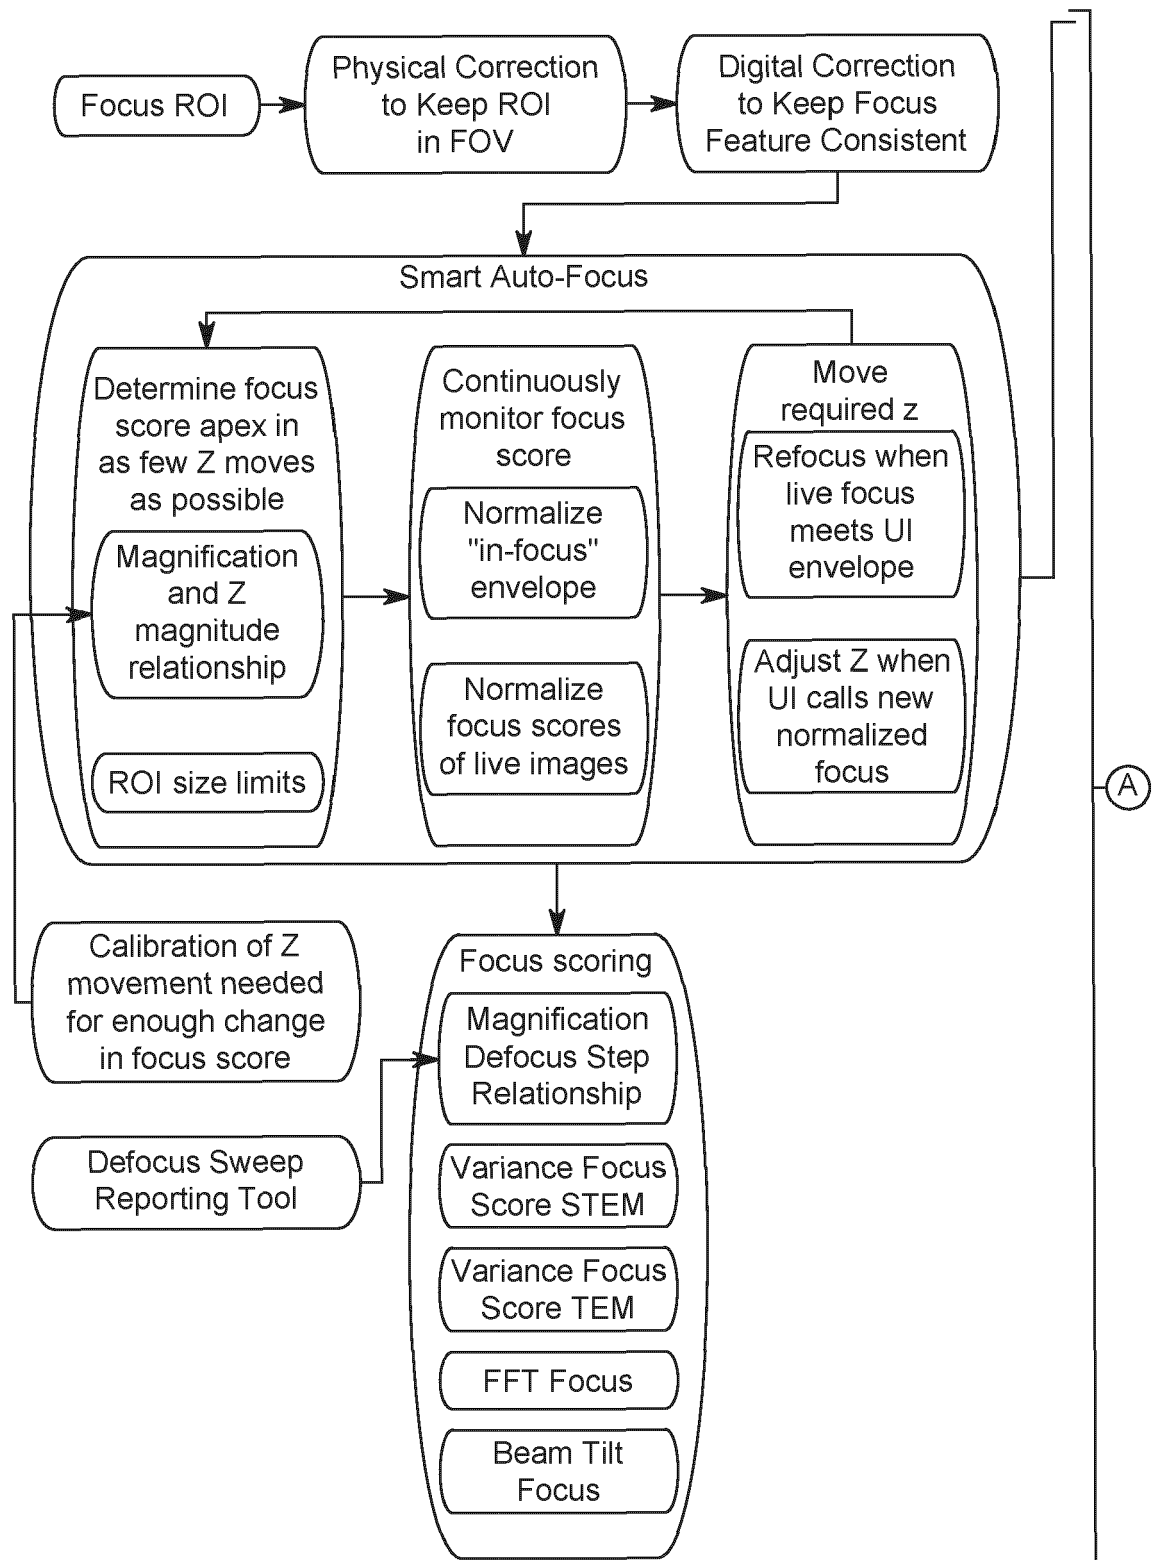 Focus ROI
Physical Correction
to Keep ROI
in FOV
Digital Correction
to Keep Focus
Feature Consistent
Smart Auto-Focus
Determine focus
score apex in
as few Z moves
as possible
Magnification
and Z
magnitude
relationship
ROI size limits
Continuously
monitor focus
score
Normalize
"in-focus"
envelope
Normalize
focus scores
of live images
Move
required z
Refocus when
live focus
meets UI
envelope
Adjust Z when
UI calls new
normalized
focus
A
Calibration of Z
movement needed
for enough change
in focus score
Defocus Sweep
Reporting Tool
Focus scoring
Magnification
Defocus Step
Relationship
Variance Focus
Score STEM
Variance Focus
Score TEM
FFT Focus
Beam Tilt
Focus